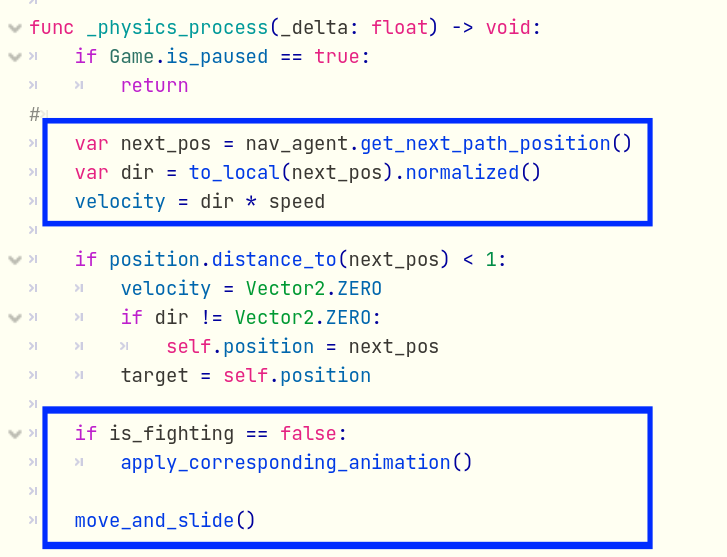 func _physics_process(_delta: float) -> void:
	if Game.is_paused == true:
		return
#
	var next_pos = nav_agent.get_next_path_position()
	var dir = to_local(next_pos).normalized()
	velocity = dir * speed

	if position.distance_to(next_pos) < 1:
		velocity = Vector2.ZERO
		if dir != Vector2.ZERO:
			self.position = next_pos
		target = self.position

	if is_fighting == false:
		apply_corresponding_animation()

	move_and_slide()